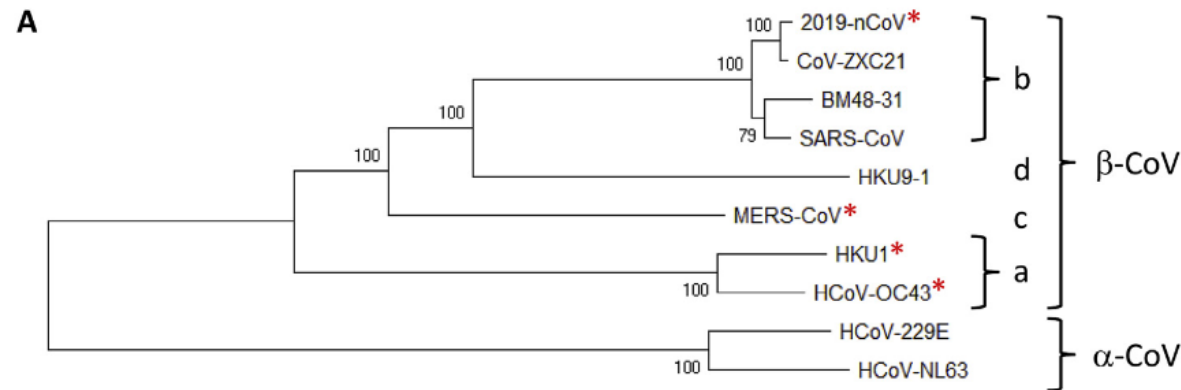 A
100
2019-nCoV*
100
CoV-ZXC21
b
100
BM48-31
79
SARS-CoV
100
HKU9-1
d
β-CoV
MERS-CoV*
c
HKU1*
a
100
HCoV-OC43*
HCoV-229E
α-CoV
100
HCoV-NL63